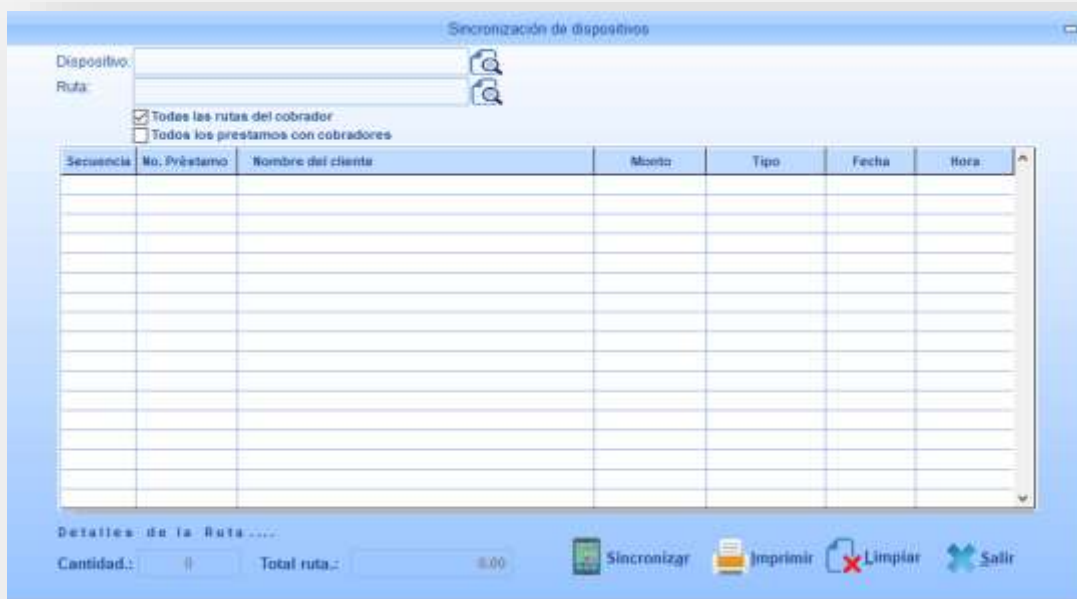 Sincronización de dispositivos
Dispositivo:
Ruta:
Todas las rutas del cobrador
Todos los prestamos con cobradores
Secuencia No. Préstamo Nombre del cliente Monto Tipo Fecha Hora
Detalles de la Ruta....
Cantidad.: 0 Total ruta.: 0.00 Sincronizar Imprimir Limpiar Salir